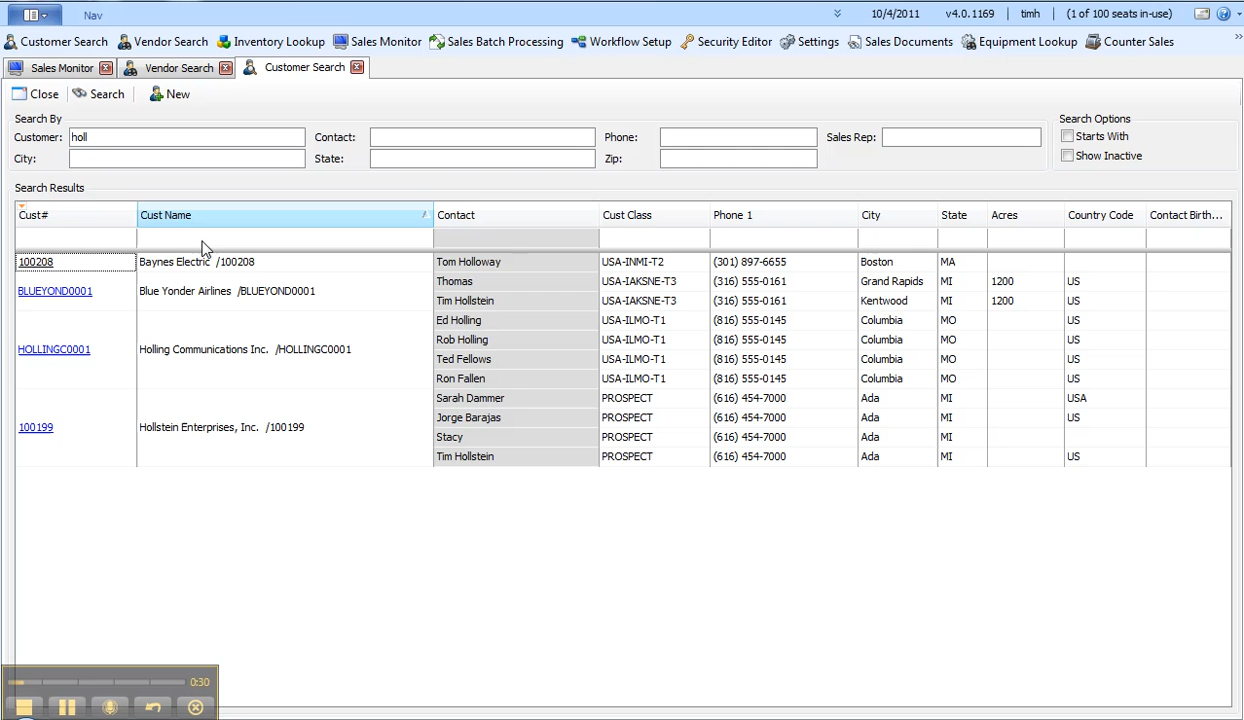 Nav 10/4/2011 v4.0.1169 timh (1 of 100 seats in-use)
Customer Search Vendor Search Inventory Lookup Sales Monitor Sales Batch Processing Workflow Setup Security Editor Settings Sales Documents Equipment Lookup Counter Sales
Sales Monitor Vendor Search Customer Search
Close Search New
Search By Search Options
Customer: holl Contact: Phone: Sales Rep: Starts With
City: State: Zip: Show Inactive
Search Results
Cust# Cust Name Contact Cust Class Phone 1 City State Acres Country Code Contact Birth...
100208 Baynes Electric /100208 Tom Holloway USA-INMI-T2 (301) 897-6655 Boston MA
Thomas USA-IAKSNE-T3 (316) 555-0161 Grand Rapids MI 1200 US
BLUEYOND0001 Blue Yonder Airlines /BLUEYOND0001
Tim Hollstein USA-IAKSNE-T3 (316) 555-0161 Kentwood MI 1200 US
Ed Holling USA-ILMO-T1 (816) 555-0145 Columbia MO US
Rob Holling USA-ILMO-T1 (816) 555-0145 Columbia MO US
HOLLINGC0001 Holling Communications Inc. /HOLLINGC0001
Ted Fellows USA-ILMO-T1 (816) 555-0145 Columbia MO US
Ron Fallen USA-ILMO-T1 (816) 555-0145 Columbia MO US
Sarah Dammer PROSPECT (616) 454-7000 Ada MI USA
Jorge Barajas PROSPECT (616) 454-7000 Ada MI US
100199 Hollstein Enterprises, Inc. /100199
Stacy PROSPECT (616) 454-7000 Ada MI
Tim Hollstein PROSPECT (616) 454-7000 Ada MI US
0:30